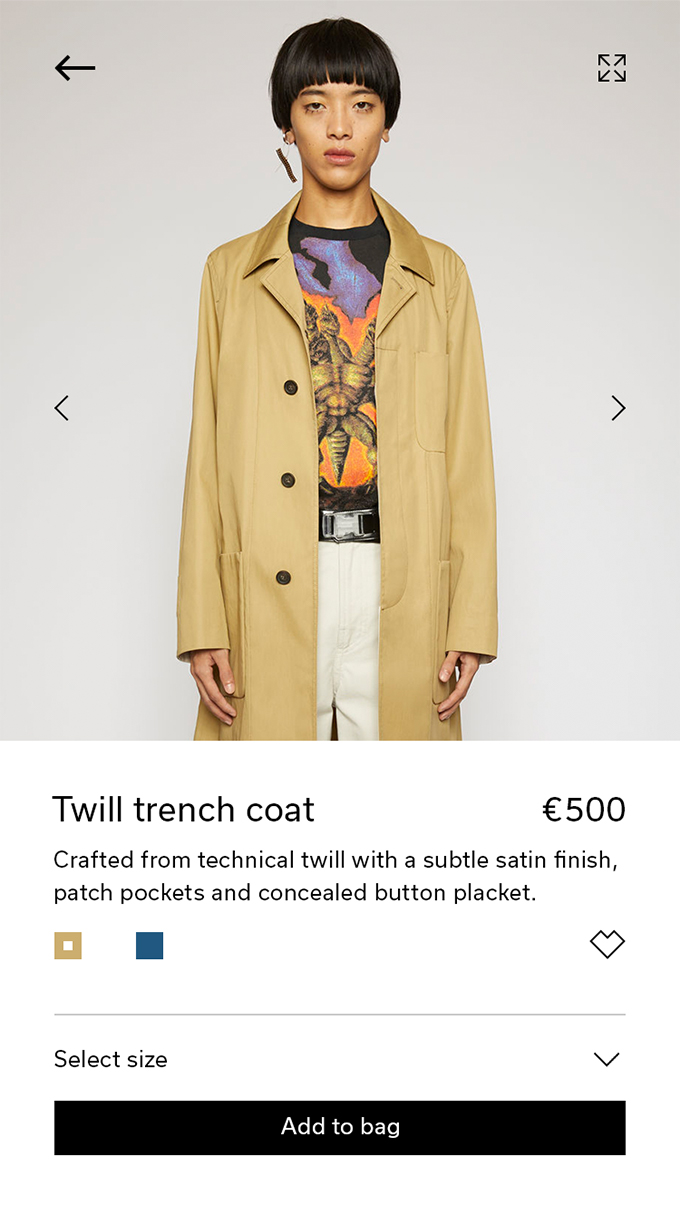 Twill trench coat
€500
Crafted from technical twill with a subtle satin finish,
patch pockets and concealed button placket.
Select size
Add to bag